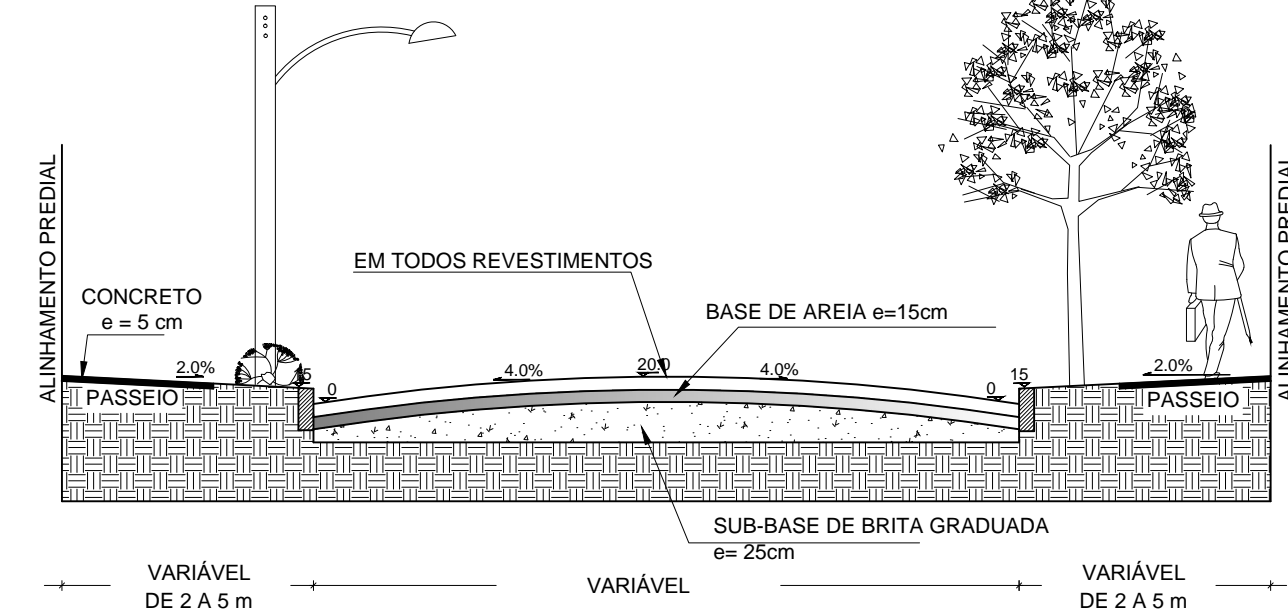 ALINHAMENTO PREDIAL
EM TODOS REVESTIMENTOS
CONCRETO
e = 5 cm
BASE DE AREIA e=15cm
ALINHAMENTO PREDIAL
2.0%
15
0
4.0%
20.0
4.0%
0
15
2.0%
PASSEIO
PASSEIO
SUB-BASE DE BRITA GRADUADA
e= 25cm
VARIÁVEL
DE 2 A 5 m
VARIÁVEL
VARIÁVEL
DE 2 A 5 m